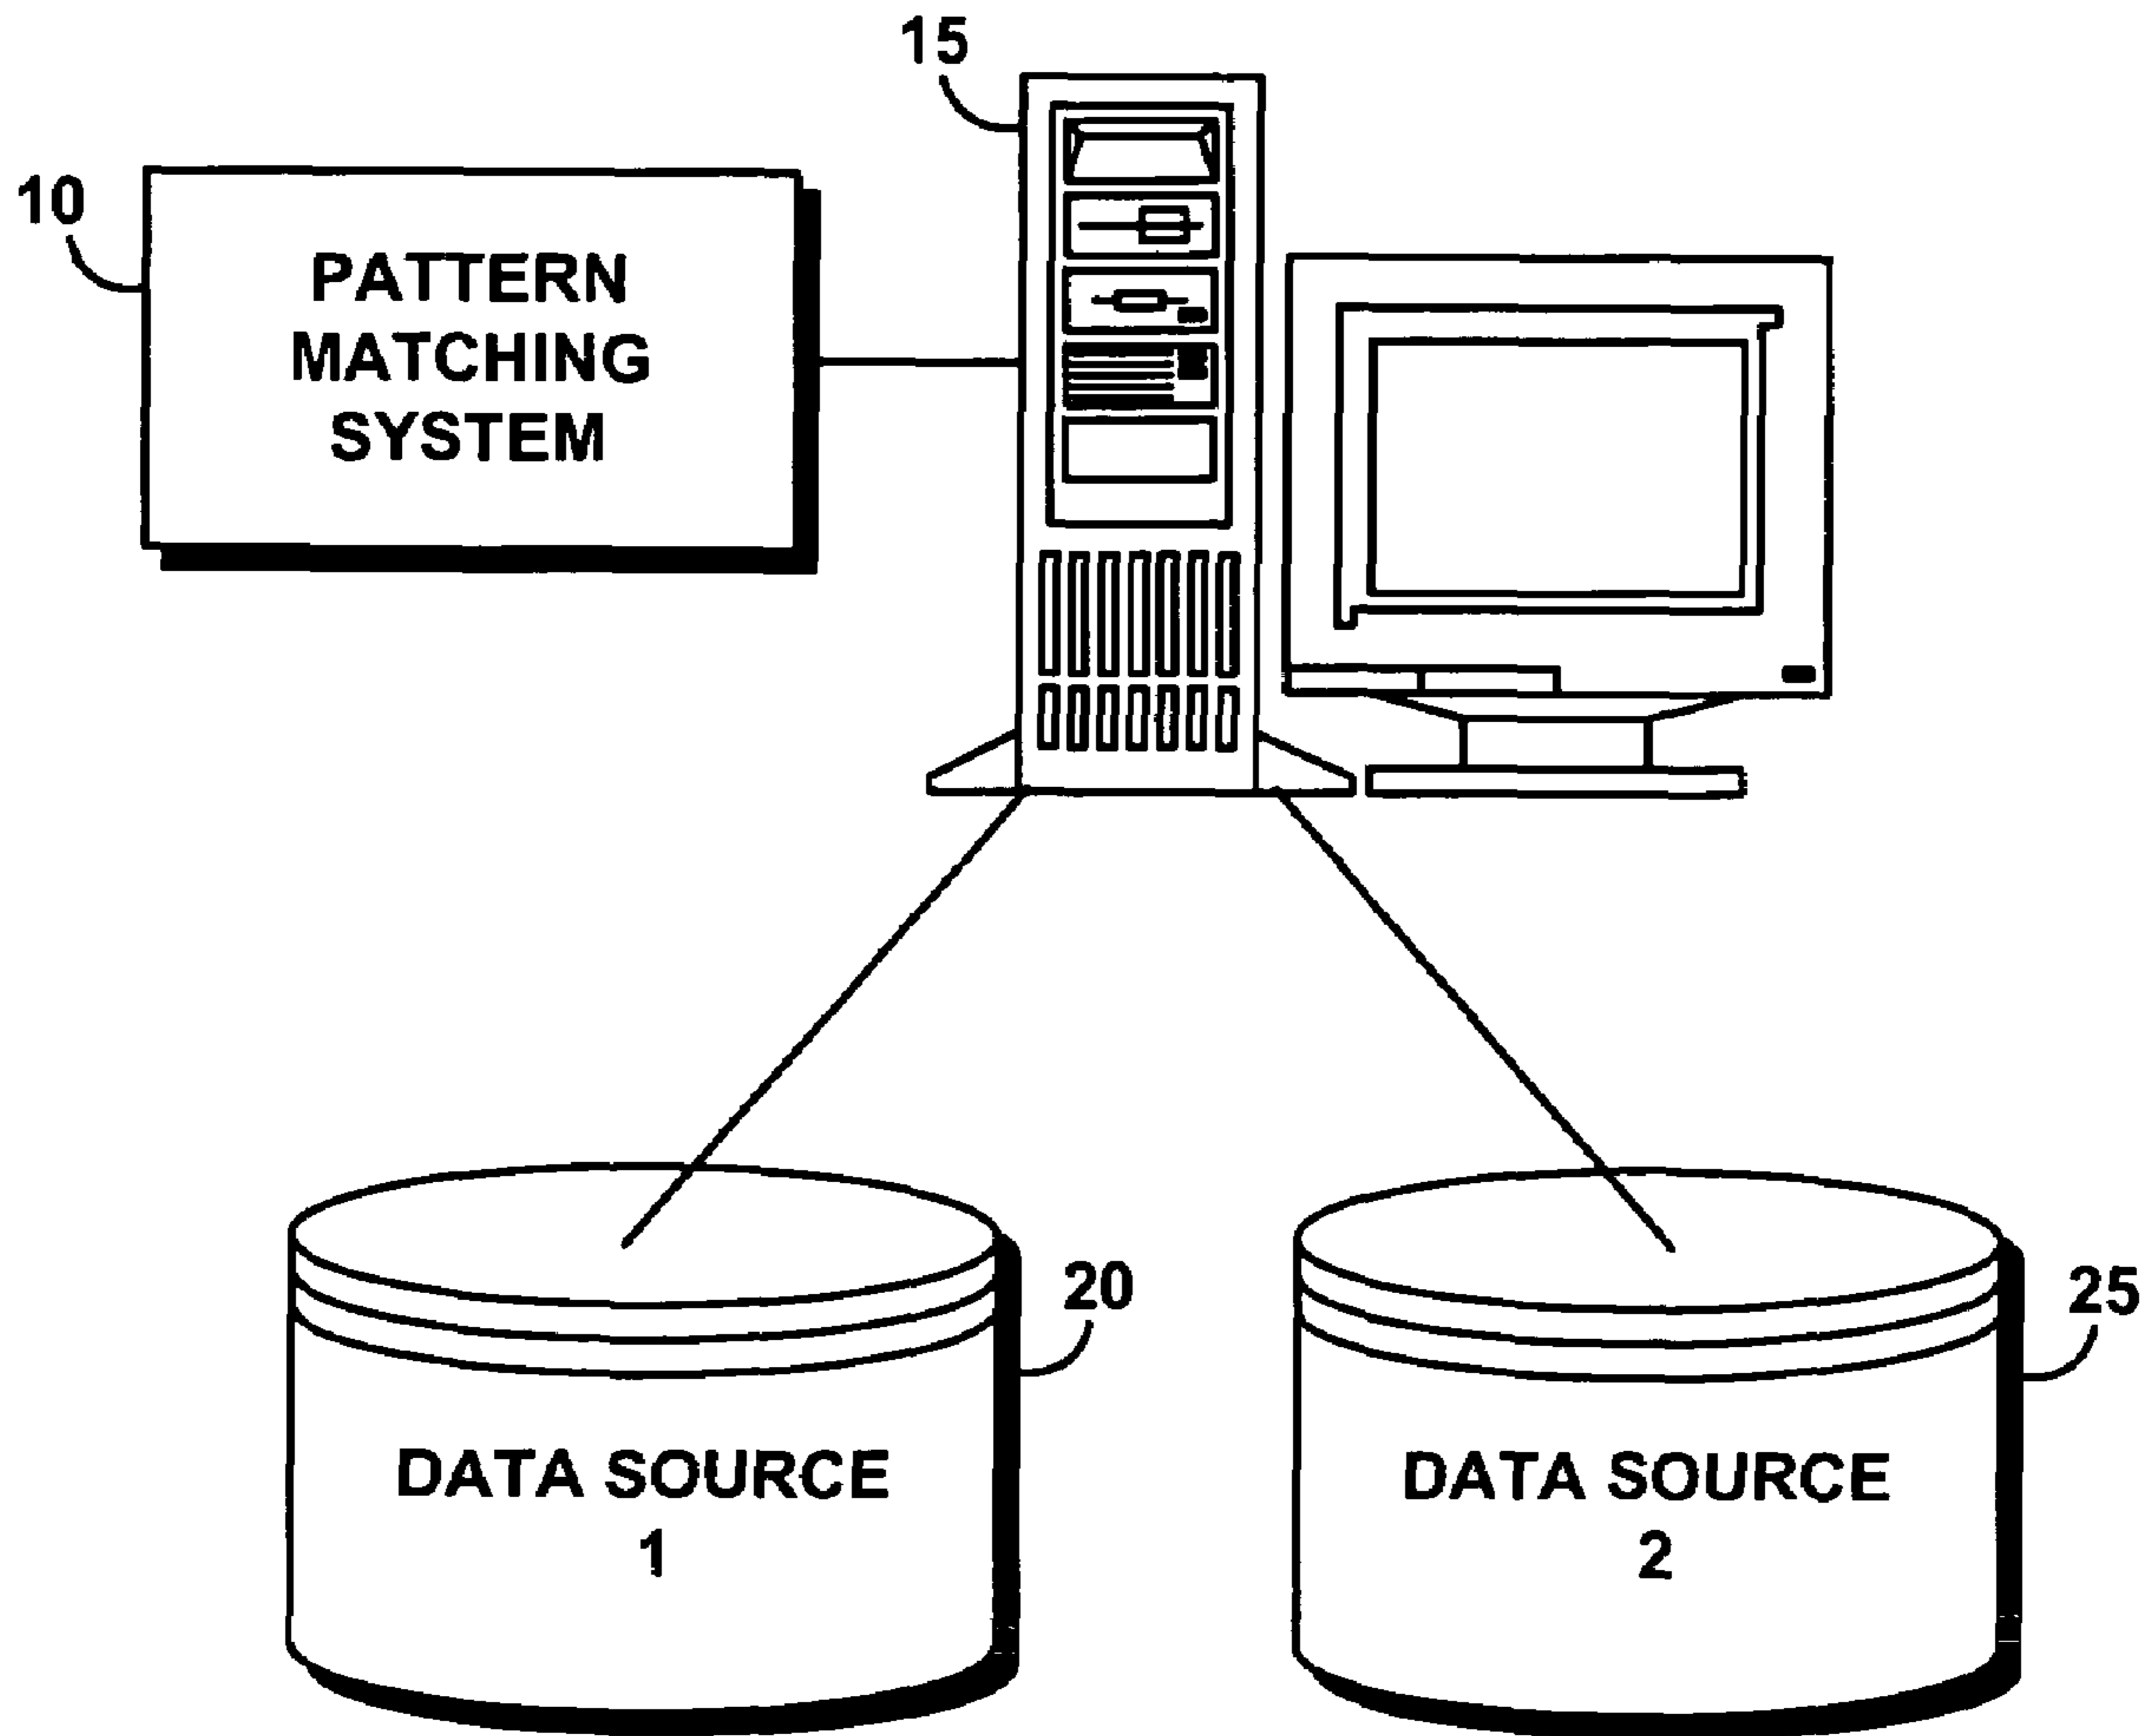 15
10
PATTERN
MATCHING
SYSTEM
20
25
DATA SOURCE
1
DATA SOURCE
2